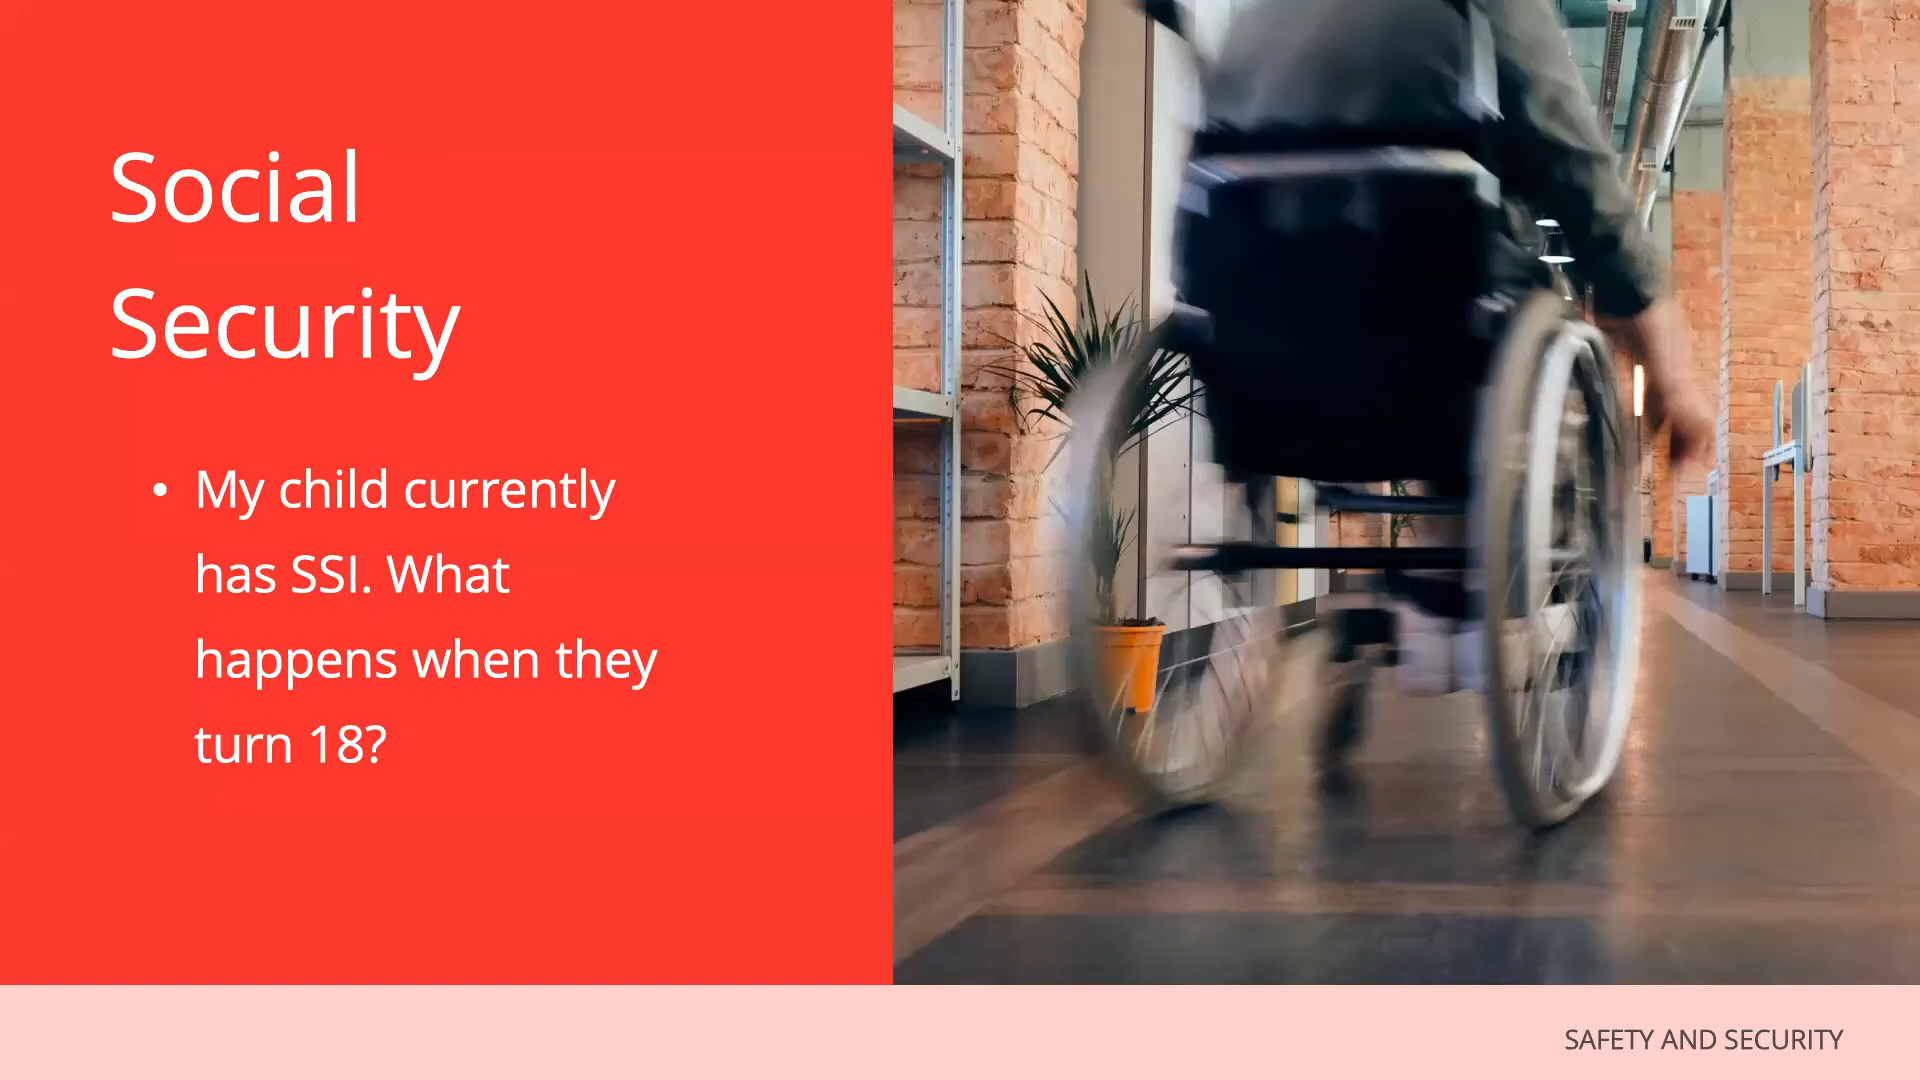 Social
Security
• My child currently
has SSI. What
happens when they
turn 18?
SAFETY AND SECURITY